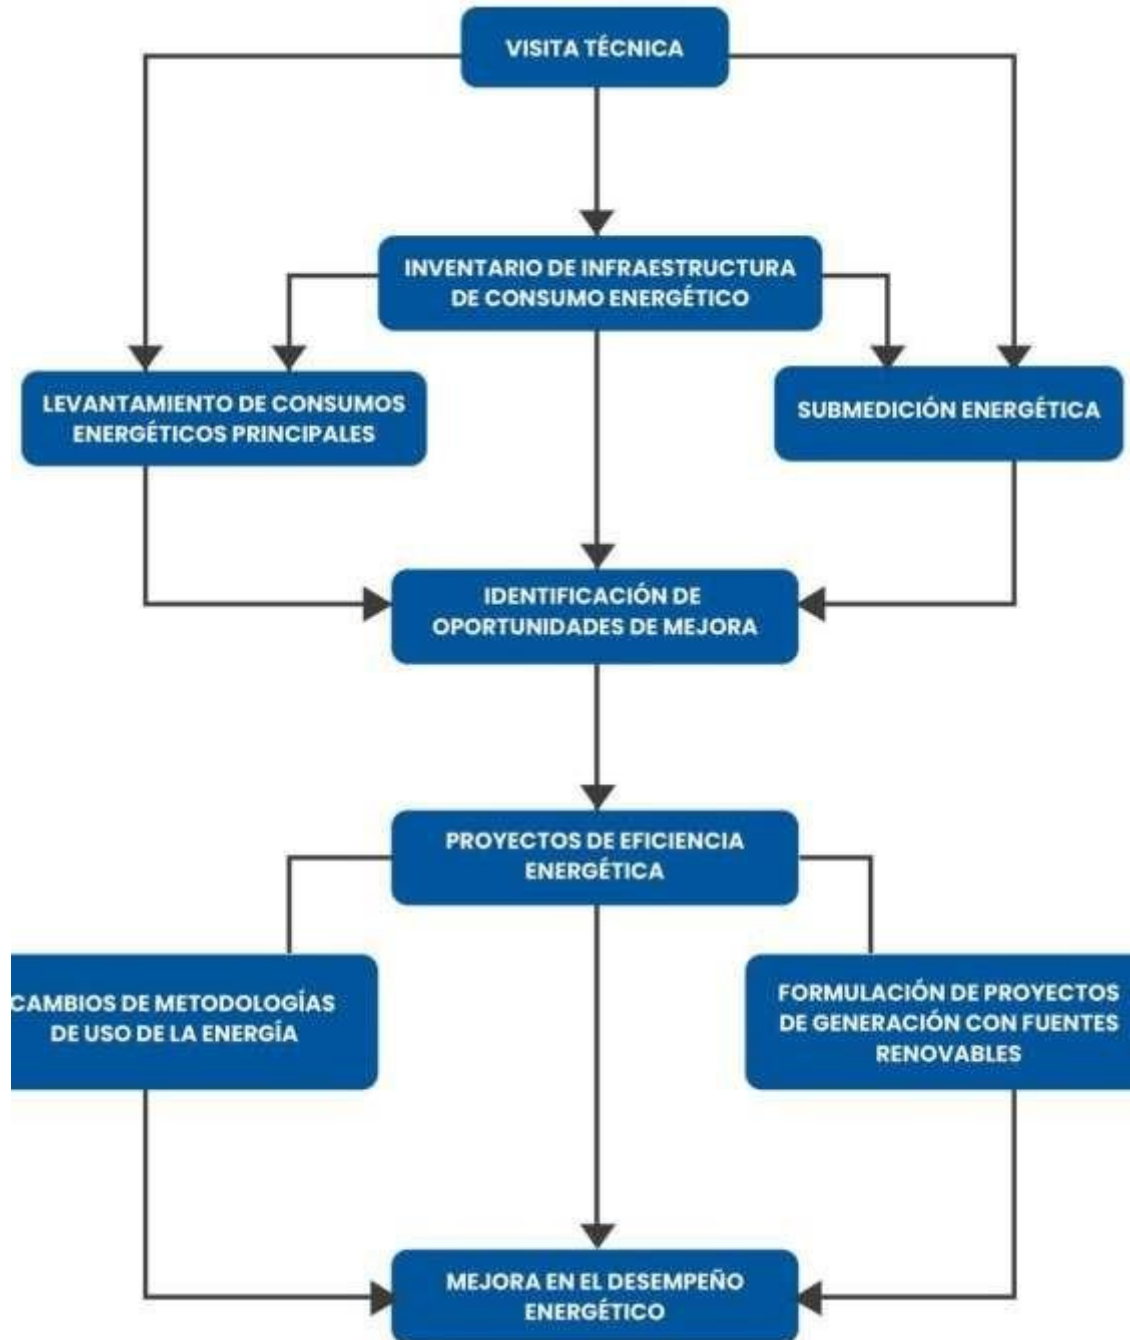 VISITA TÉCNICA
INVENTARIO DE INFRAESTRUCTURA
DE CONSUMO ENERGÉTICO
LEVANTAMIENTO DE CONSUMOS
ENERGÉTICOS PRINCIPALES
SUBMEDICIÓN ENERGÉTICA
IDENTIFICACIÓN DE
OPORTUNIDADES DE MEJORA
PROYECTOS DE EFICIENCIA
ENERGÉTICA
CAMBIOS DE METODOLOGÍAS
DE USO DE LA ENERGÍA
FORMULACIÓN DE PROYECTOS
DE GENERACIÓN CON FUENTES
RENOVABLES
MEJORA EN EL DESEMPEÑO
ENERGÉTICO